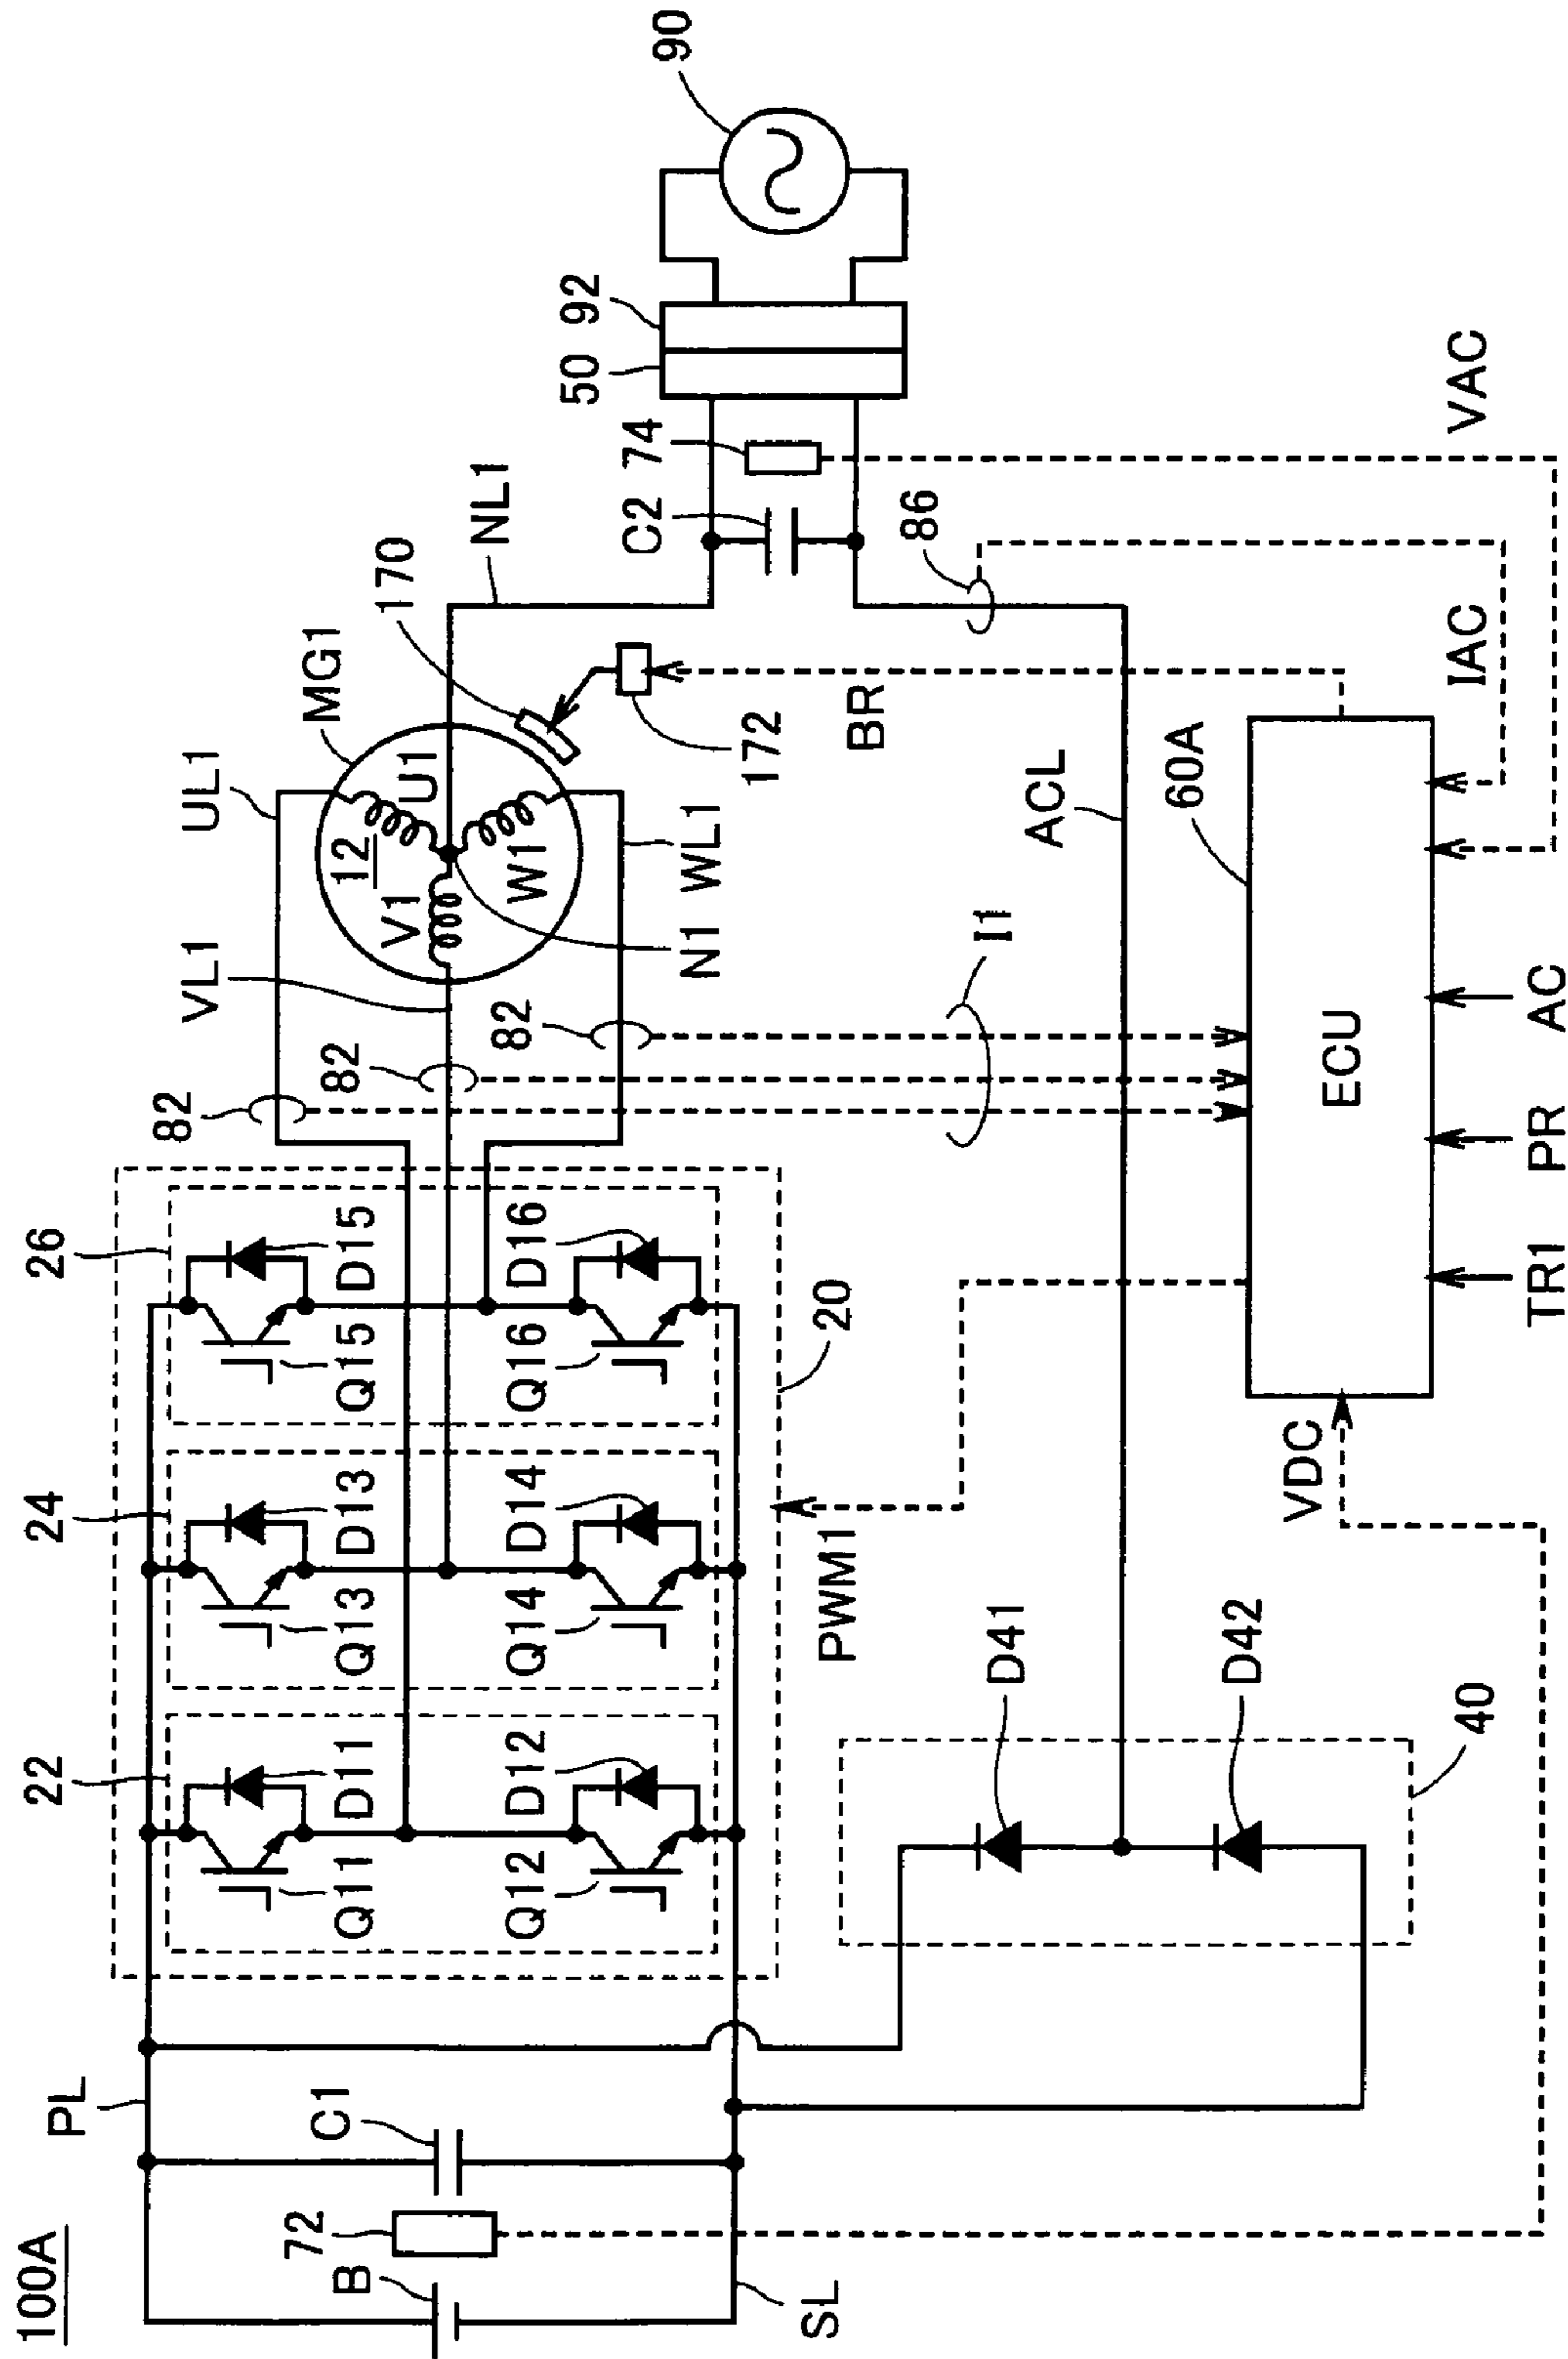 100A
PL
22
24
26
82
VL1
UL1
MG1
170
NL1
72
B
C1
Q11
D11
Q13
D13
Q15
D15
82
12
V1
U1
W1
Q12
D12
Q14
D14
Q16
D16
82
N1
WL1
172
C2
74
50
92
90
SL
PWM1
20
BR
86
D41
I1
ACL
D42
VDC
60A
40
ECU
IAC
VAC
TR1
PR
AC